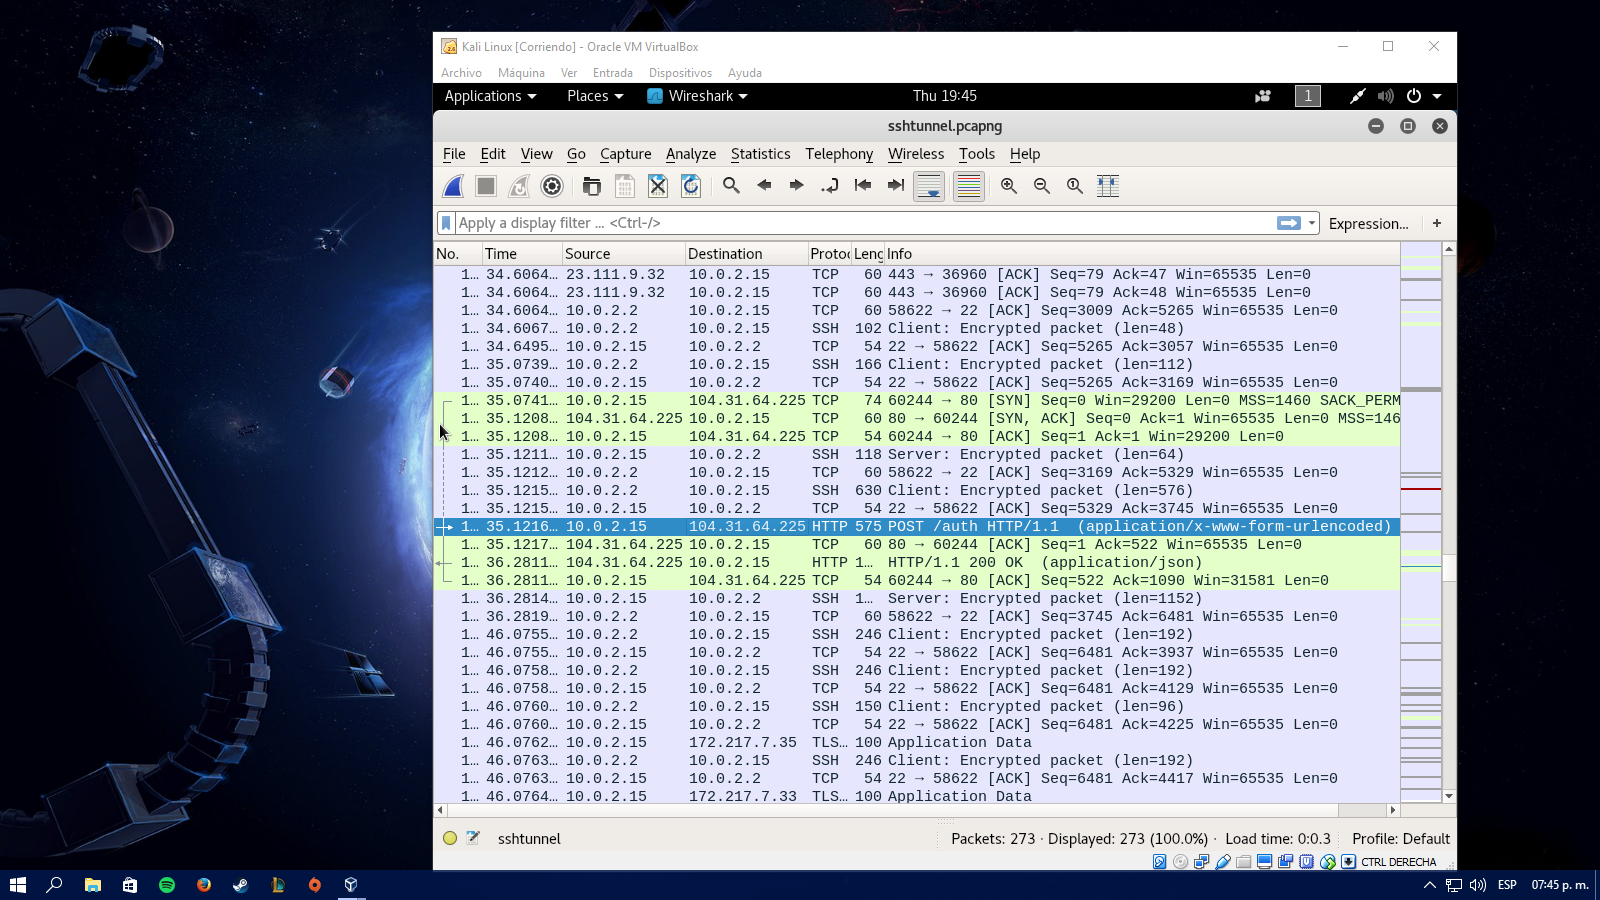 Kali Linux [Corriendo] - Oracle VM VirtualBox
Archivo Máquina Ver Entrada Dispositivos Ayuda
Applications Places Wireshark Thu 19:45 1
sshtunnel.pcapng
File Edit View Go Capture Analyze Statistics Telephony Wireless Tools Help
Apply a display filter ... <Ctrl-/> Expression... +
No. Time Source Destination Protoc Leng Info
1… 34.6064… 23.111.9.32 10.0.2.15 TCP 60 443 → 36960 [ACK] Seq=79 Ack=47 Win=65535 Len=0
1… 34.6064… 23.111.9.32 10.0.2.15 TCP 60 443 → 36960 [ACK] Seq=79 Ack=48 Win=65535 Len=0
1… 34.6064… 10.0.2.2 10.0.2.15 TCP 60 58622 → 22 [ACK] Seq=3009 Ack=5265 Win=65535 Len=0
1… 34.6067… 10.0.2.2 10.0.2.15 SSH 102 Client: Encrypted packet (len=48)
1… 34.6495… 10.0.2.15 10.0.2.2 TCP 54 22 → 58622 [ACK] Seq=5265 Ack=3057 Win=65535 Len=0
1… 35.0739… 10.0.2.2 10.0.2.15 SSH 166 Client: Encrypted packet (len=112)
1… 35.0740… 10.0.2.15 10.0.2.2 TCP 54 22 → 58622 [ACK] Seq=5265 Ack=3169 Win=65535 Len=0
1… 35.0741… 10.0.2.15 104.31.64.225 TCP 74 60244 → 80 [SYN] Seq=0 Win=29200 Len=0 MSS=1460 SACK_PERM
1… 35.1208… 104.31.64.225 10.0.2.15 TCP 60 80 → 60244 [SYN, ACK] Seq=0 Ack=1 Win=65535 Len=0 MSS=146
1… 35.1208… 10.0.2.15 104.31.64.225 TCP 54 60244 → 80 [ACK] Seq=1 Ack=1 Win=29200 Len=0
1… 35.1211… 10.0.2.15 10.0.2.2 SSH 118 Server: Encrypted packet (len=64)
1… 35.1212… 10.0.2.2 10.0.2.15 TCP 60 58622 → 22 [ACK] Seq=3169 Ack=5329 Win=65535 Len=0
1… 35.1215… 10.0.2.2 10.0.2.15 SSH 630 Client: Encrypted packet (len=576)
1… 35.1215… 10.0.2.15 10.0.2.2 TCP 54 22 → 58622 [ACK] Seq=5329 Ack=3745 Win=65535 Len=0
1… 35.1216… 10.0.2.15 104.31.64.225 HTTP 575 POST /auth HTTP/1.1 (application/x-www-form-urlencoded)
1… 35.1217… 104.31.64.225 10.0.2.15 TCP 60 80 → 60244 [ACK] Seq=1 Ack=522 Win=65535 Len=0
1… 36.2811… 104.31.64.225 10.0.2.15 HTTP 1… HTTP/1.1 200 OK (application/json)
1… 36.2811… 10.0.2.15 104.31.64.225 TCP 54 60244 → 80 [ACK] Seq=522 Ack=1090 Win=31581 Len=0
1… 36.2814… 10.0.2.15 10.0.2.2 SSH 1… Server: Encrypted packet (len=1152)
1… 36.2819… 10.0.2.2 10.0.2.15 TCP 60 58622 → 22 [ACK] Seq=3745 Ack=6481 Win=65535 Len=0
1… 46.0755… 10.0.2.2 10.0.2.15 SSH 246 Client: Encrypted packet (len=192)
1… 46.0755… 10.0.2.15 10.0.2.2 TCP 54 22 → 58622 [ACK] Seq=6481 Ack=3937 Win=65535 Len=0
1… 46.0758… 10.0.2.2 10.0.2.15 SSH 246 Client: Encrypted packet (len=192)
1… 46.0758… 10.0.2.15 10.0.2.2 TCP 54 22 → 58622 [ACK] Seq=6481 Ack=4129 Win=65535 Len=0
1… 46.0760… 10.0.2.2 10.0.2.15 SSH 150 Client: Encrypted packet (len=96)
1… 46.0760… 10.0.2.15 10.0.2.2 TCP 54 22 → 58622 [ACK] Seq=6481 Ack=4225 Win=65535 Len=0
1… 46.0762… 10.0.2.15 172.217.7.35 TLS… 100 Application Data
1… 46.0763… 10.0.2.2 10.0.2.15 SSH 246 Client: Encrypted packet (len=192)
1… 46.0763… 10.0.2.15 10.0.2.2 TCP 54 22 → 58622 [ACK] Seq=6481 Ack=4417 Win=65535 Len=0
1… 46.0764… 10.0.2.15 172.217.7.33 TLS… 100 Application Data
sshtunnel Packets: 273 · Displayed: 273 (100.0%) · Load time: 0:0.3 Profile: Default
CTRL DERECHA
ESP 07:45 p. m.